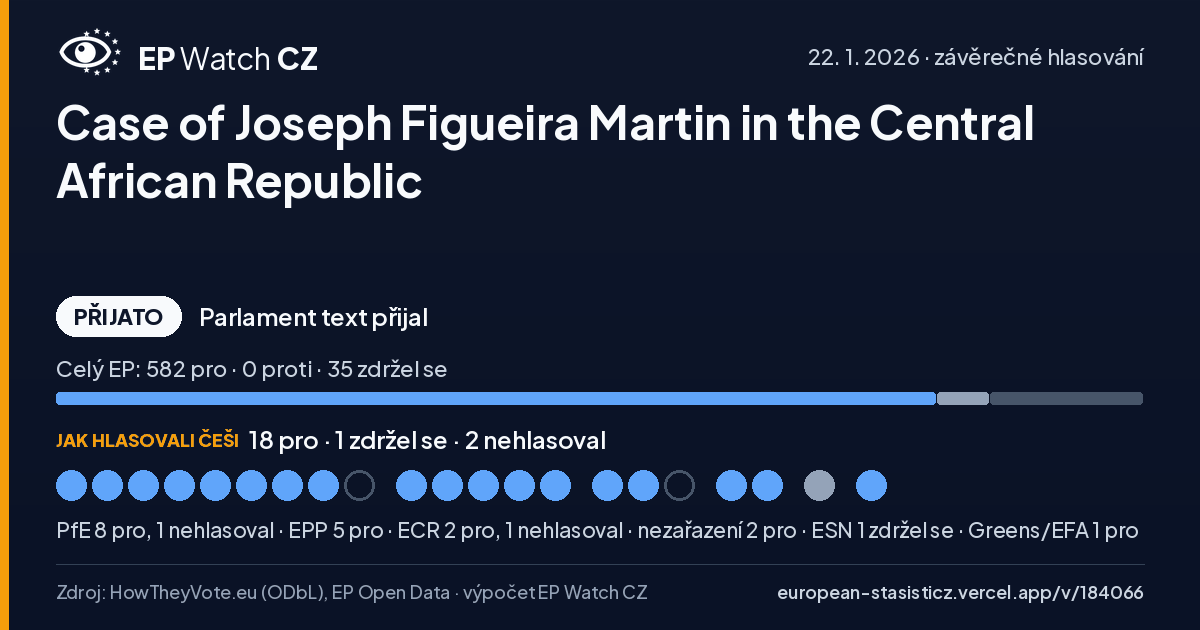 EP Watch CZ
22. 1. 2026 · závěrečné hlasování
Case of Joseph Figueira Martin in the Central
African Republic
PŘIJATO Parlament text přijal
Celý EP: 582 pro · 0 proti · 35 zdržel se
JAK HLASOVALI ČEŠI 18 pro · 1 zdržel se · 2 nehlasoval
PfE 8 pro, 1 nehlasoval · EPP 5 pro · ECR 2 pro, 1 nehlasoval · nezařazení 2 pro · ESN 1 zdržel se · Greens/EFA 1 pro
Zdroj: HowTheyVote.eu (ODbL), EP Open Data · výpočet EP Watch CZ
european-stasisticz.vercel.app/v/184066